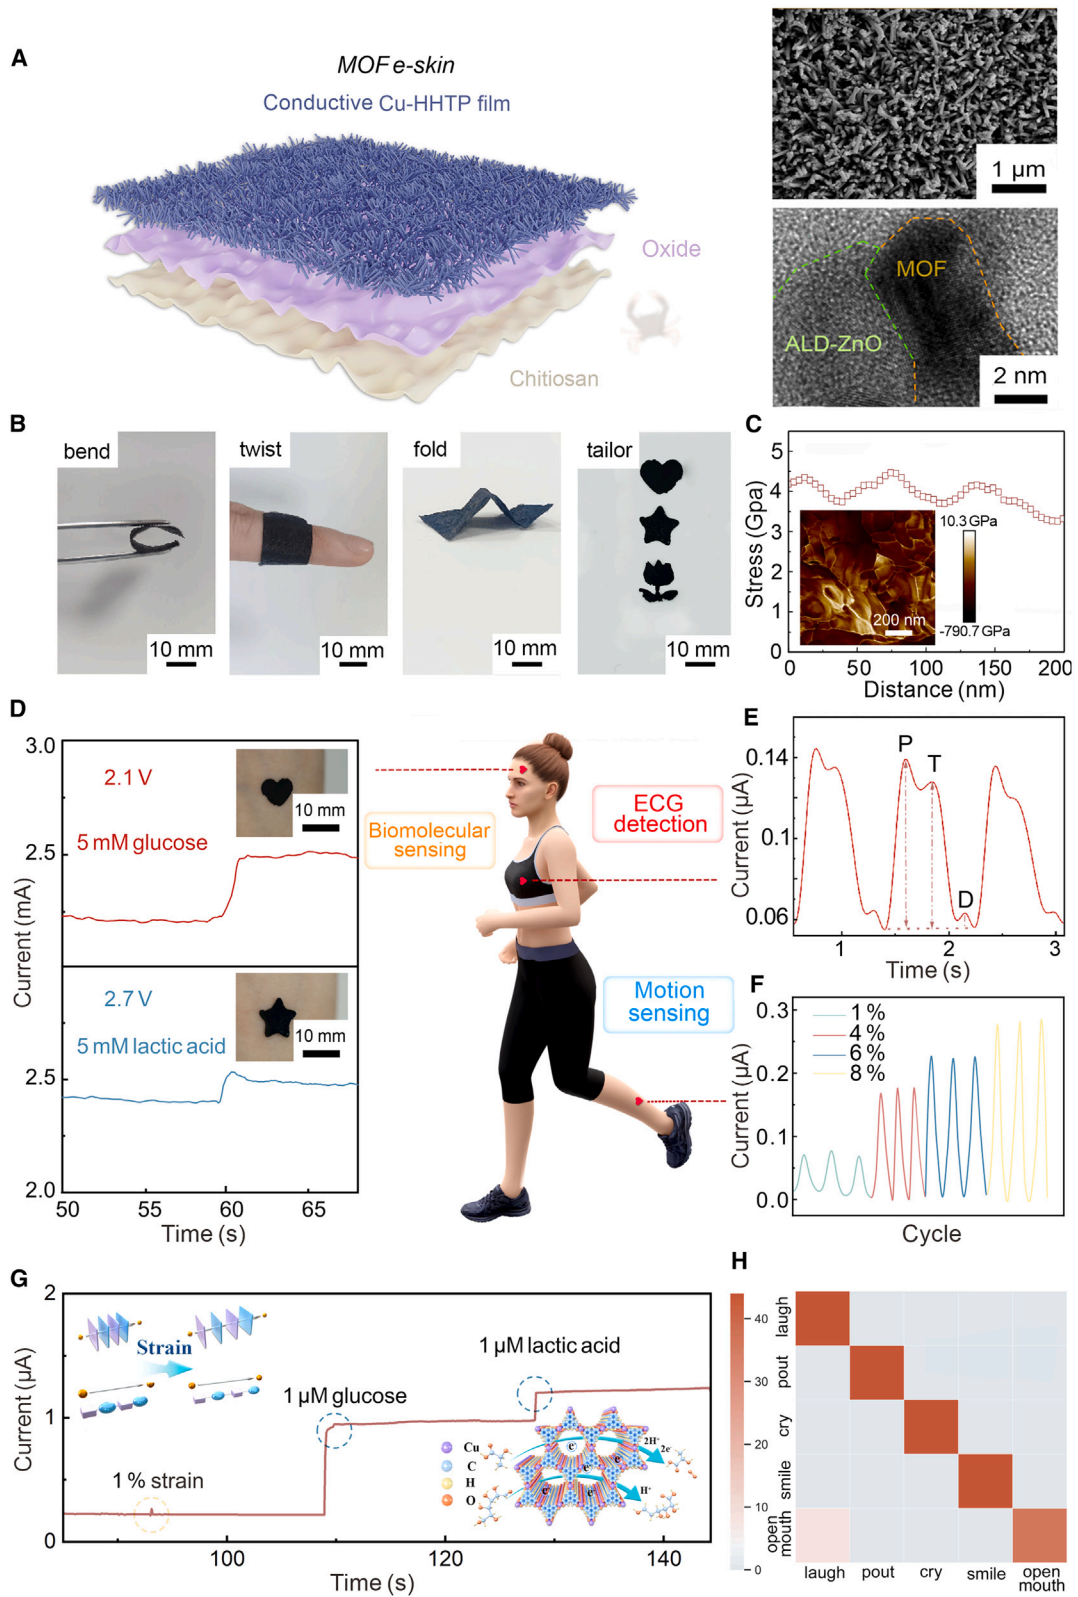 A
MOF e-skin
Conductive Cu-HHTP film
Oxide
Chitiosan
1 µm
MOF
ALD-ZnO
2 nm
B
bend
10 mm
twist
10 mm
fold
10 mm
tailor
10 mm
C
Stress (Gpa)
5
4
3
2
1
0
10.3 GPa
-790.7 GPa
200 nm
0
50
100
150
200
Distance (nm)
D
Current (mA)
3.0
2.5
2.5
2.0
2.1 V
5 mM glucose
10 mm
2.7 V
5 mM lactic acid
10 mm
50
55
60
65
Time (s)
Biomolecular
sensing
ECG
detection
Motion
sensing
E
Current (µA)
0.14
0.1
0.06
P
T
D
1
2
3
Time (s)
F
Current (µA)
0.3
0.2
0.1
0.0
1 %
4 %
6 %
8 %
Cycle
G
Current (µA)
2
1
0
Strain
1 % strain
1 µM glucose
1 µM lactic acid
Cu
C
H
O
e-
e-
e-
e-
2H+
2e-
H+
100
120
140
Time (s)
H
40
30
20
10
0
laugh
pout
cry
smile
open
mouth
laugh
pout
cry
smile
open
mouth